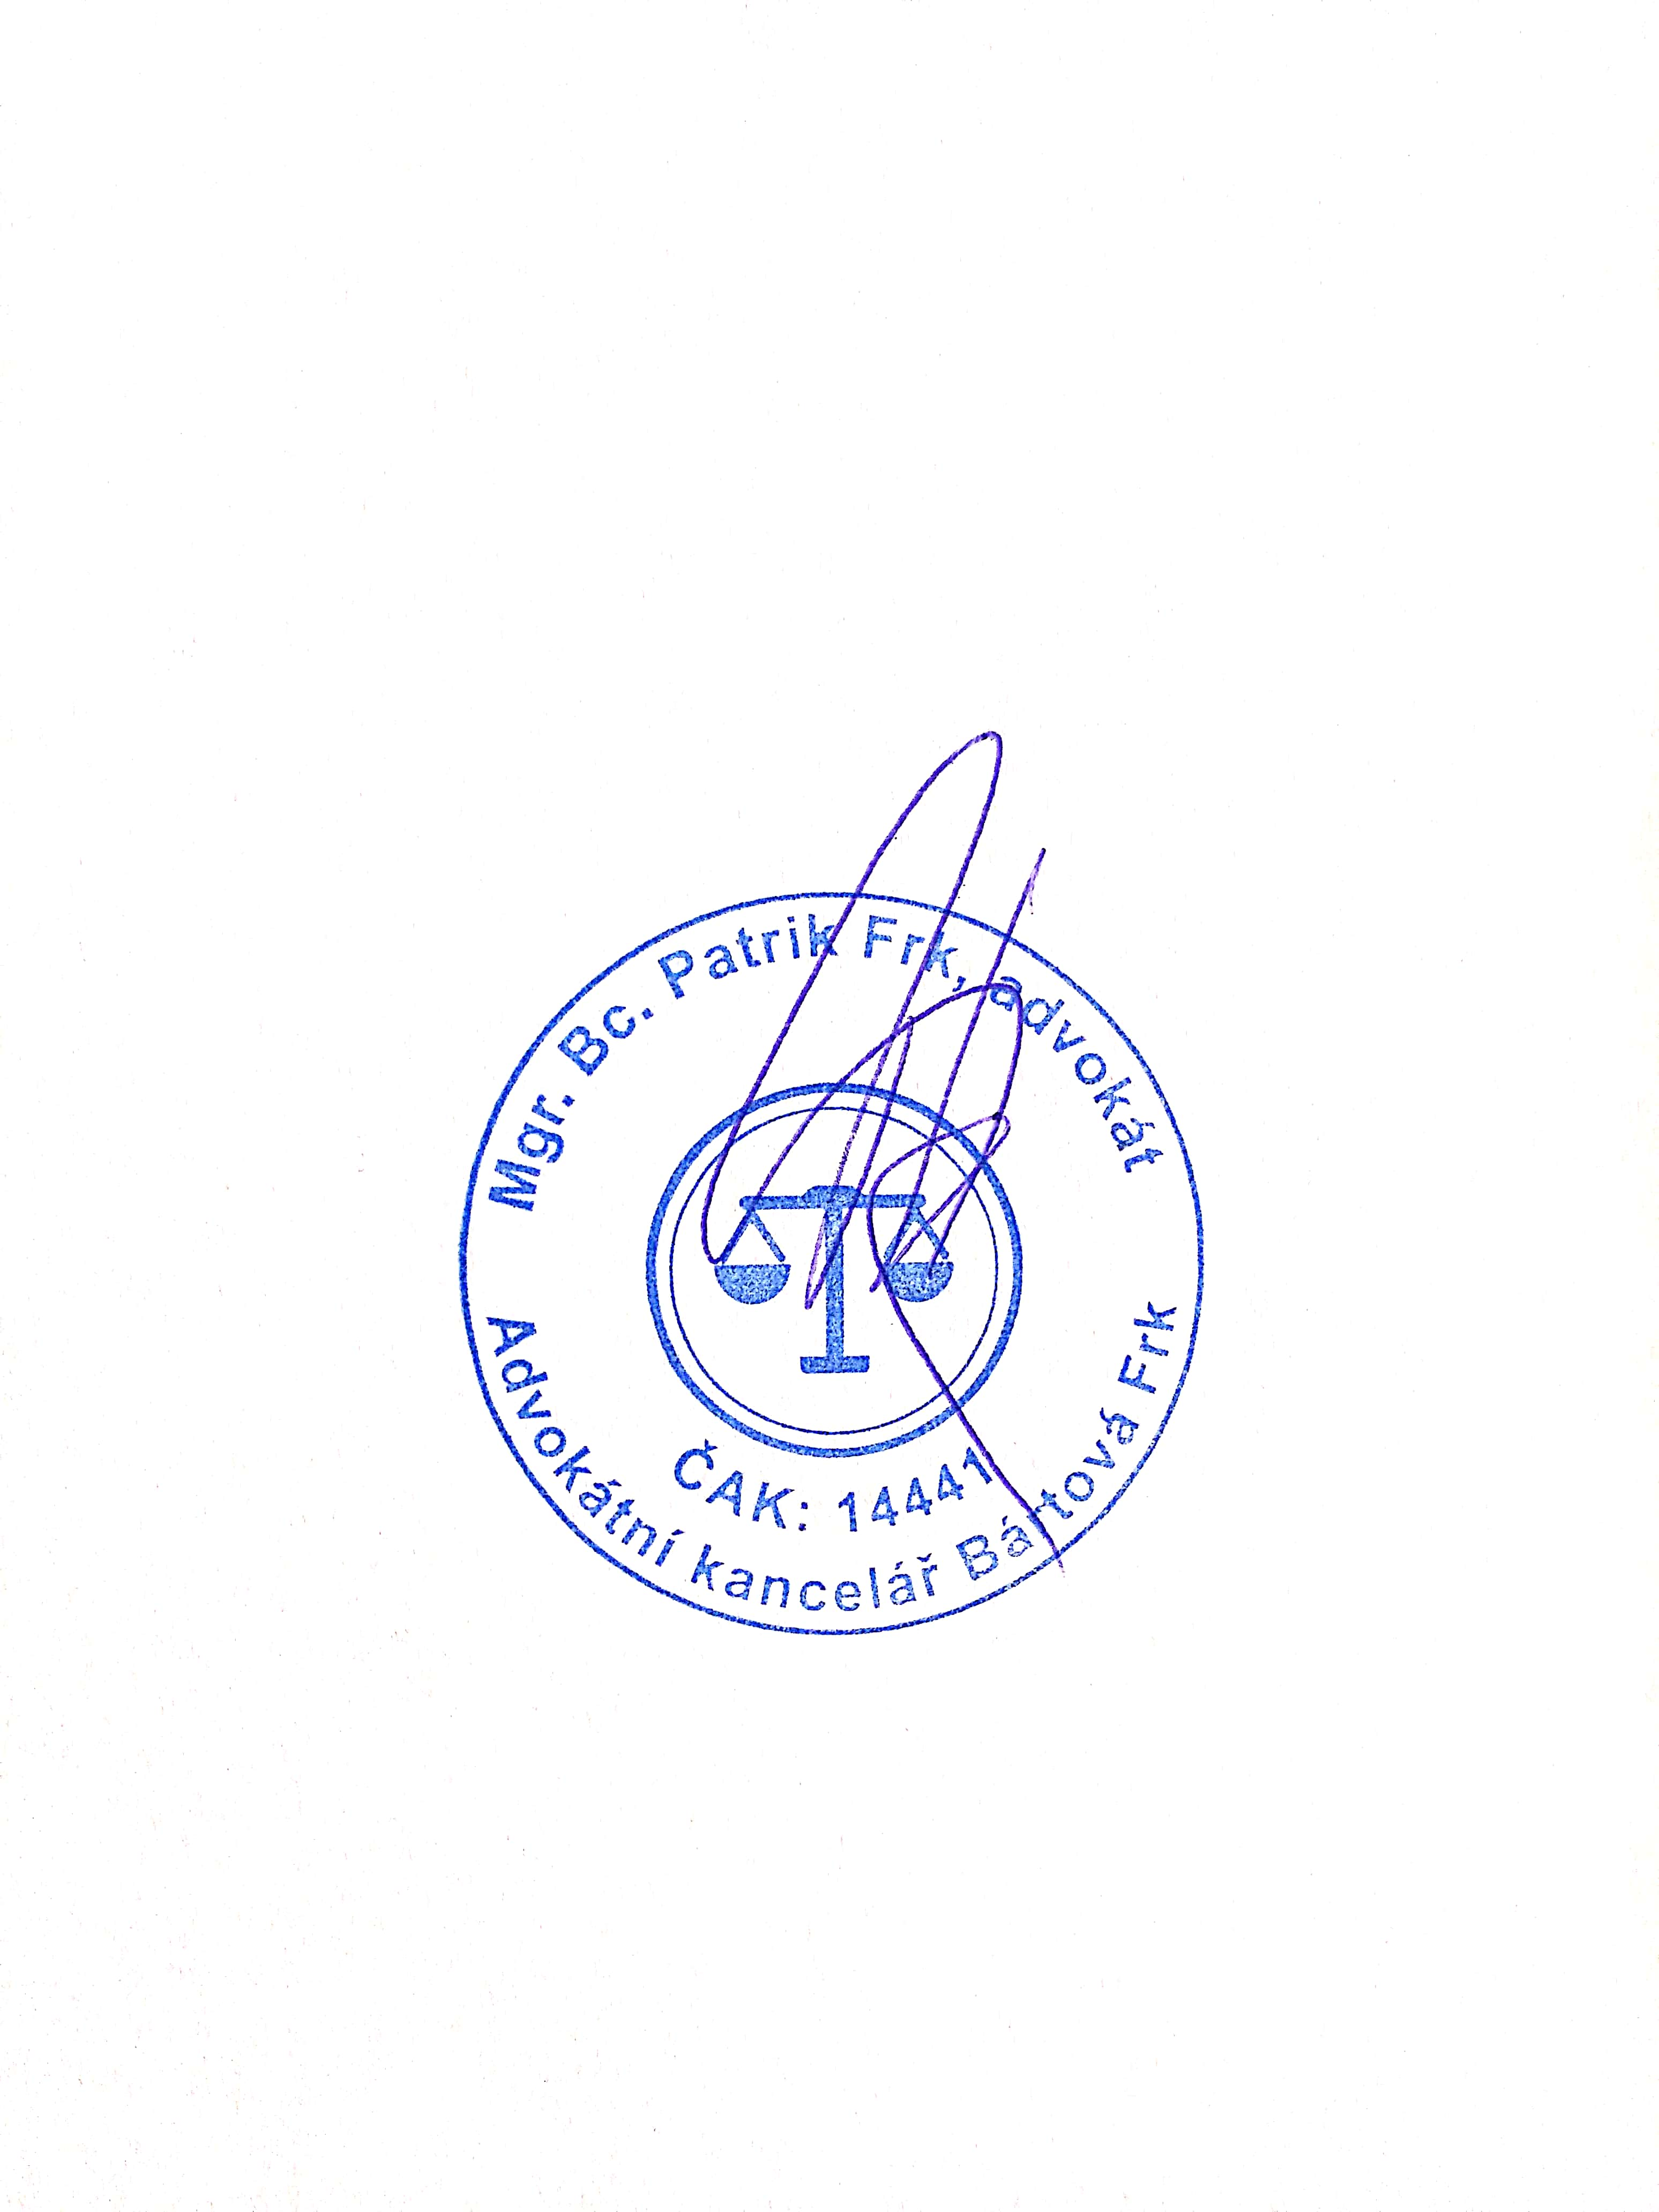 Mgr. Bc. Patrik Frk, advokát
ČAK: 14441
Advokátní kancelář Bártová Frk